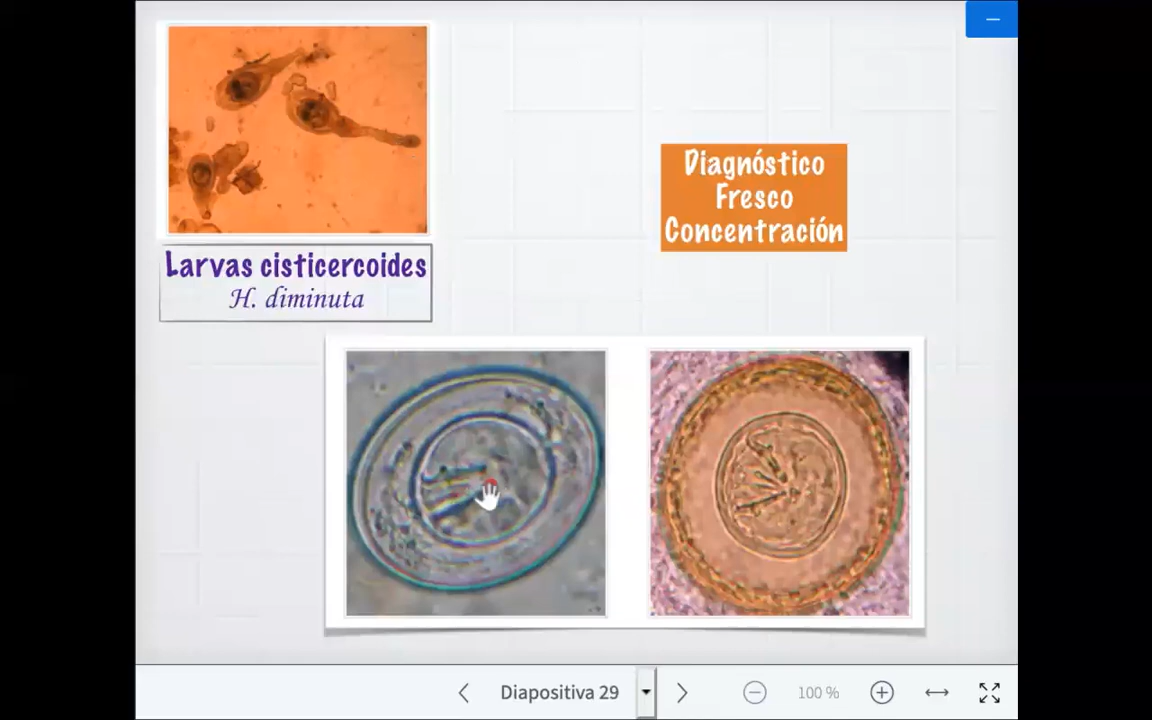 Larvas cisticercoides
H. diminuta
Diagnóstico
Fresco
Concentración
Diapositiva 29
100 %